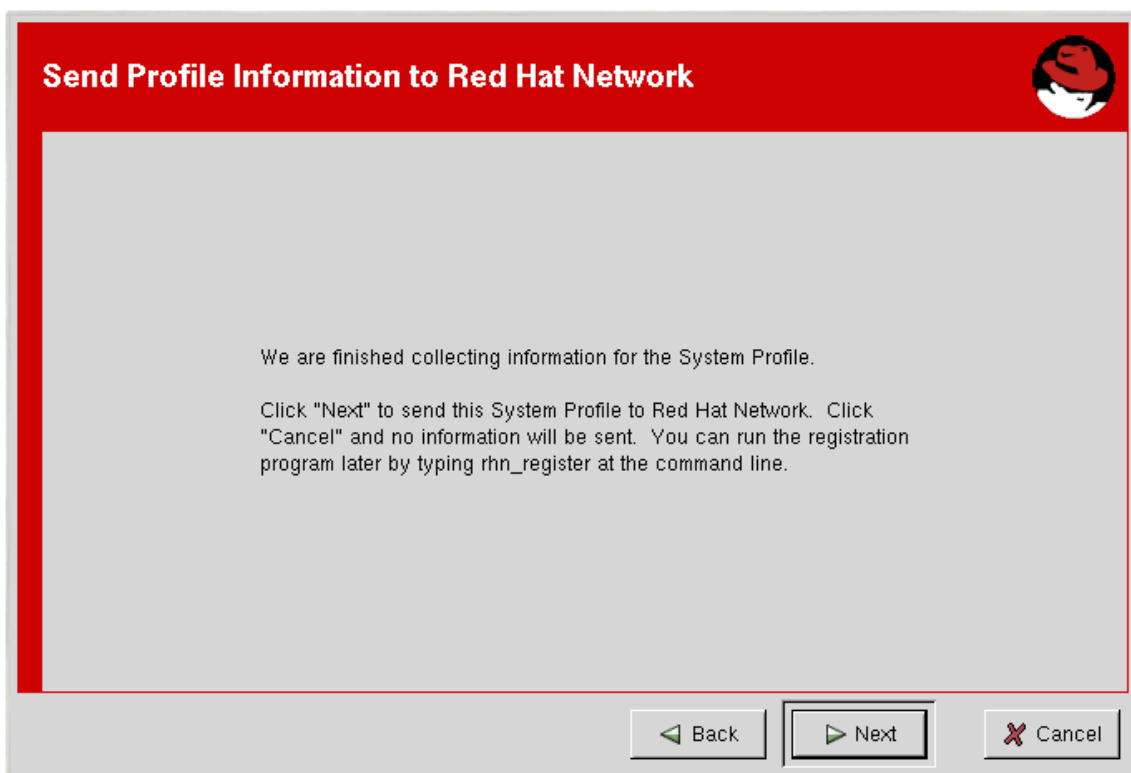 Send Profile Information to Red Hat Network
We are finished collecting information for the System Profile.
Click "Next" to send this System Profile to Red Hat Network.  Click
"Cancel" and no information will be sent.  You can run the registration
program later by typing rhn_register at the command line.
Back
Next
Cancel